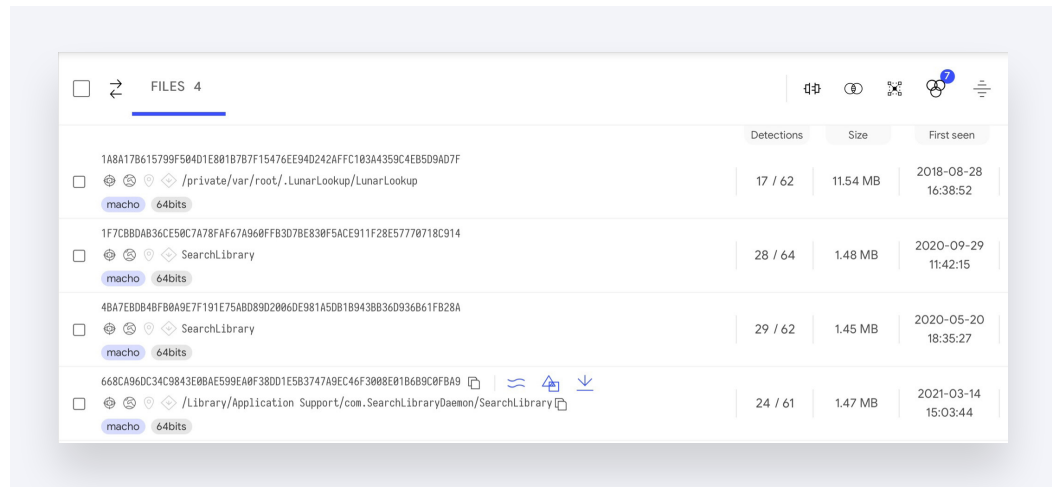 FILES 4
7
Detections Size First seen
1A8A17B615799F504D1E801B7B7F15476EE94D242AFFC103A4359C4EB5D9AD7F
/private/var/root/.LunarLookup/LunarLookup
macho 64bits
17 / 62 11.54 MB 2018-08-28
16:38:52
1F7CBBDAB36CE50C7A78FAF67A960FFB3D7BE830F5ACE911F28E57770718C914
SearchLibrary
macho 64bits
28 / 64 1.48 MB 2020-09-29
11:42:15
4BA7EBDB4BFB0A9E7F191E75ABD89D2006DE981A5DB1B943BB36D936B61FB28A
SearchLibrary
macho 64bits
29 / 62 1.45 MB 2020-05-20
18:35:27
668CA96DC34C9843E0BAE599EA0F38DD1E5B3747A9EC46F3008E01B6B9C0FBA9
/Library/Application Support/com.SearchLibraryDaemon/SearchLibrary
macho 64bits
24 / 61 1.47 MB 2021-03-14
15:03:44